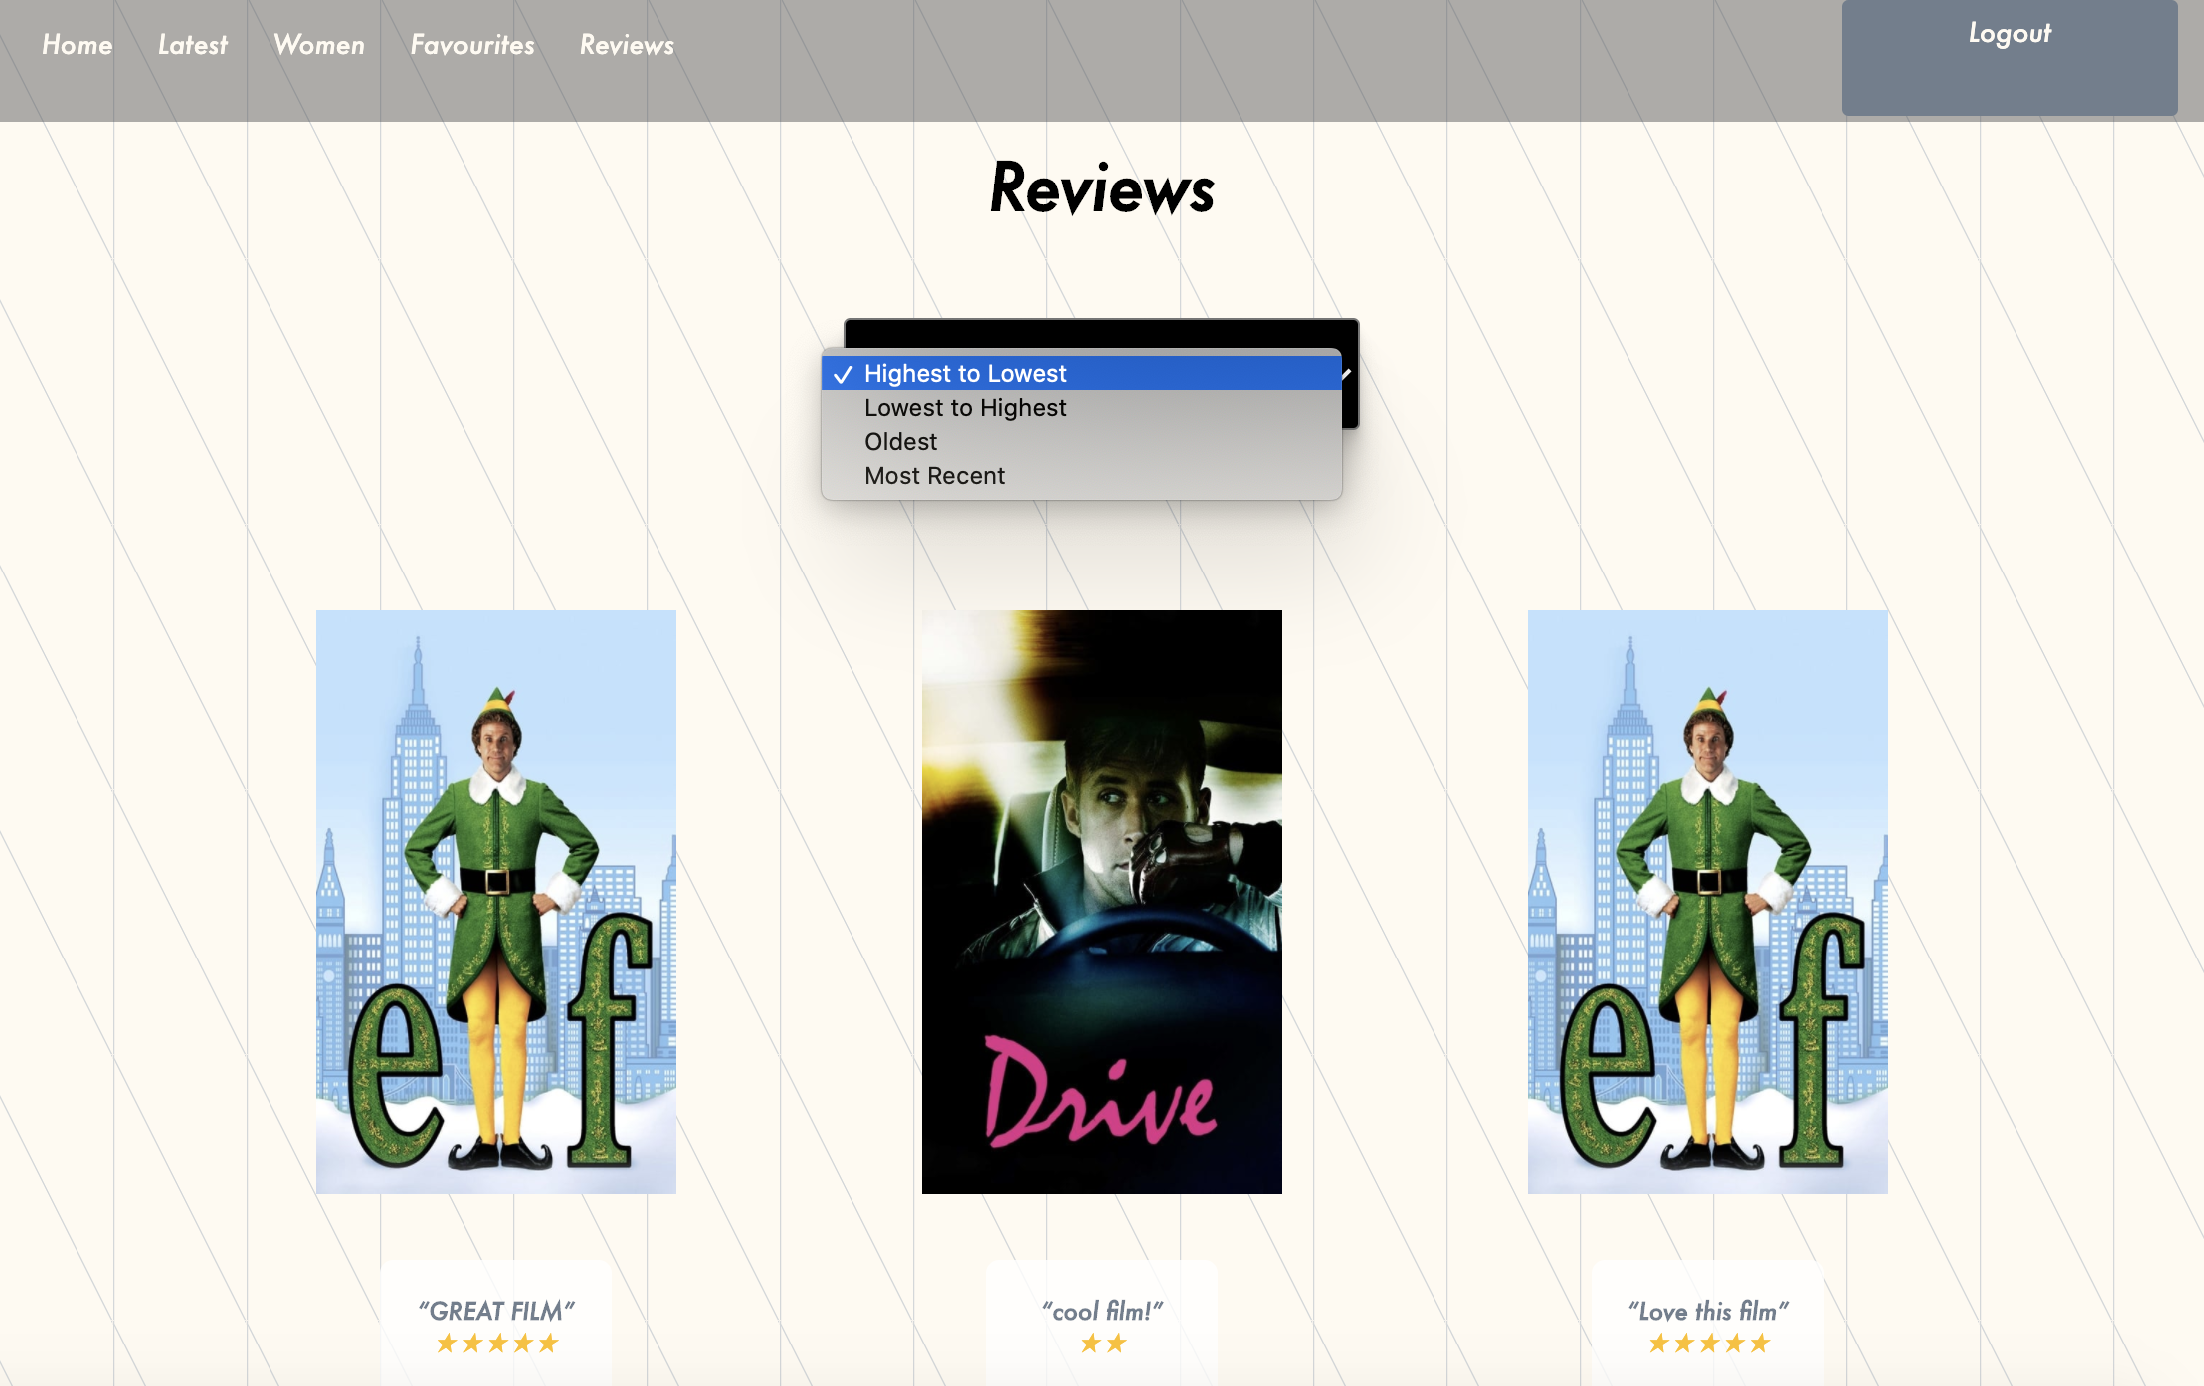 Home Latest Women Favourites Reviews Logout
Reviews
✓ Highest to Lowest
Lowest to Highest
Oldest
Most Recent
elf
Drive
elf
“GREAT FILM”
★★★★★
“cool film!”
★★
“Love this film”
★★★★★